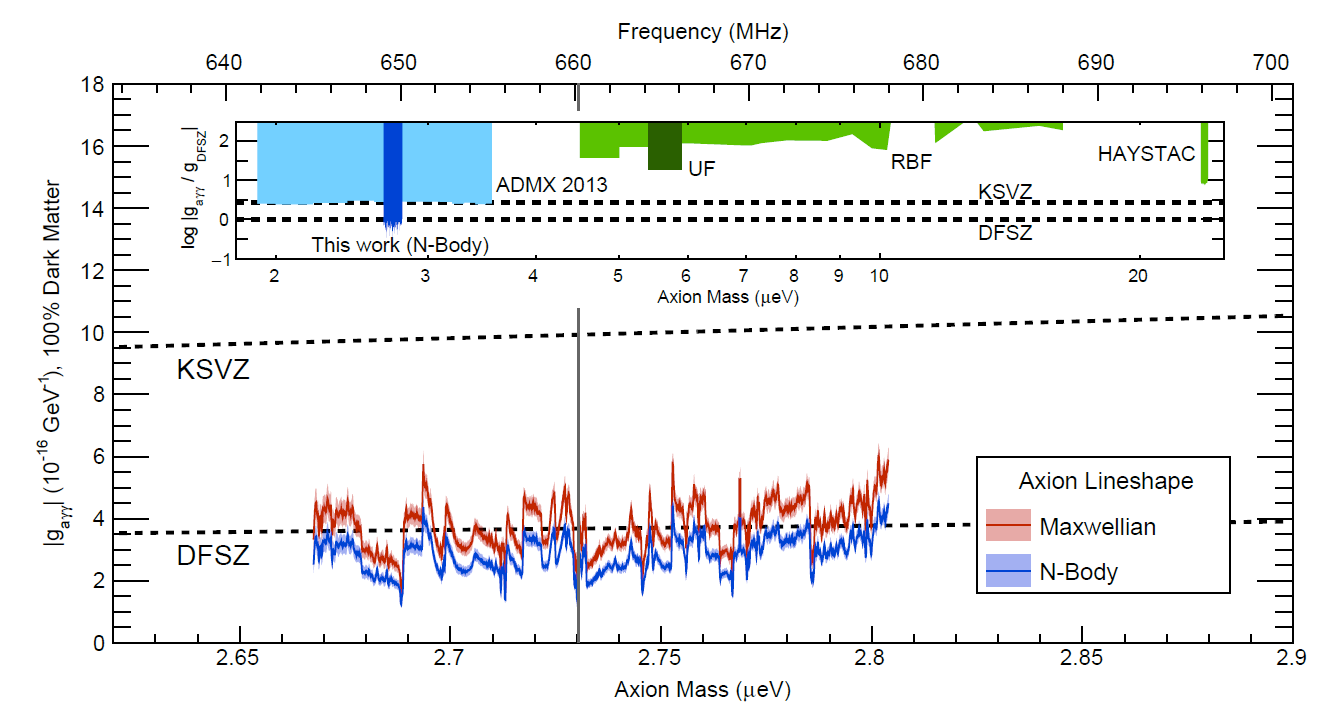 Frequency (MHz)
640 650 660 670 680 690 700
18
16
14
12
10
8
6
4
2
0
|g_aγγ| (10^-16 GeV^-1), 100% Dark Matter
log |g_aγγ / g_DFSZ|
2
1
0
−1
ADMX 2013
UF
RBF
HAYSTAC
KSVZ
DFSZ
This work (N-Body)
2 3 4 5 6 7 8 9 10 20
Axion Mass (μeV)
KSVZ
DFSZ
Axion Lineshape
Maxwellian
N-Body
2.65 2.7 2.75 2.8 2.85 2.9
Axion Mass (μeV)